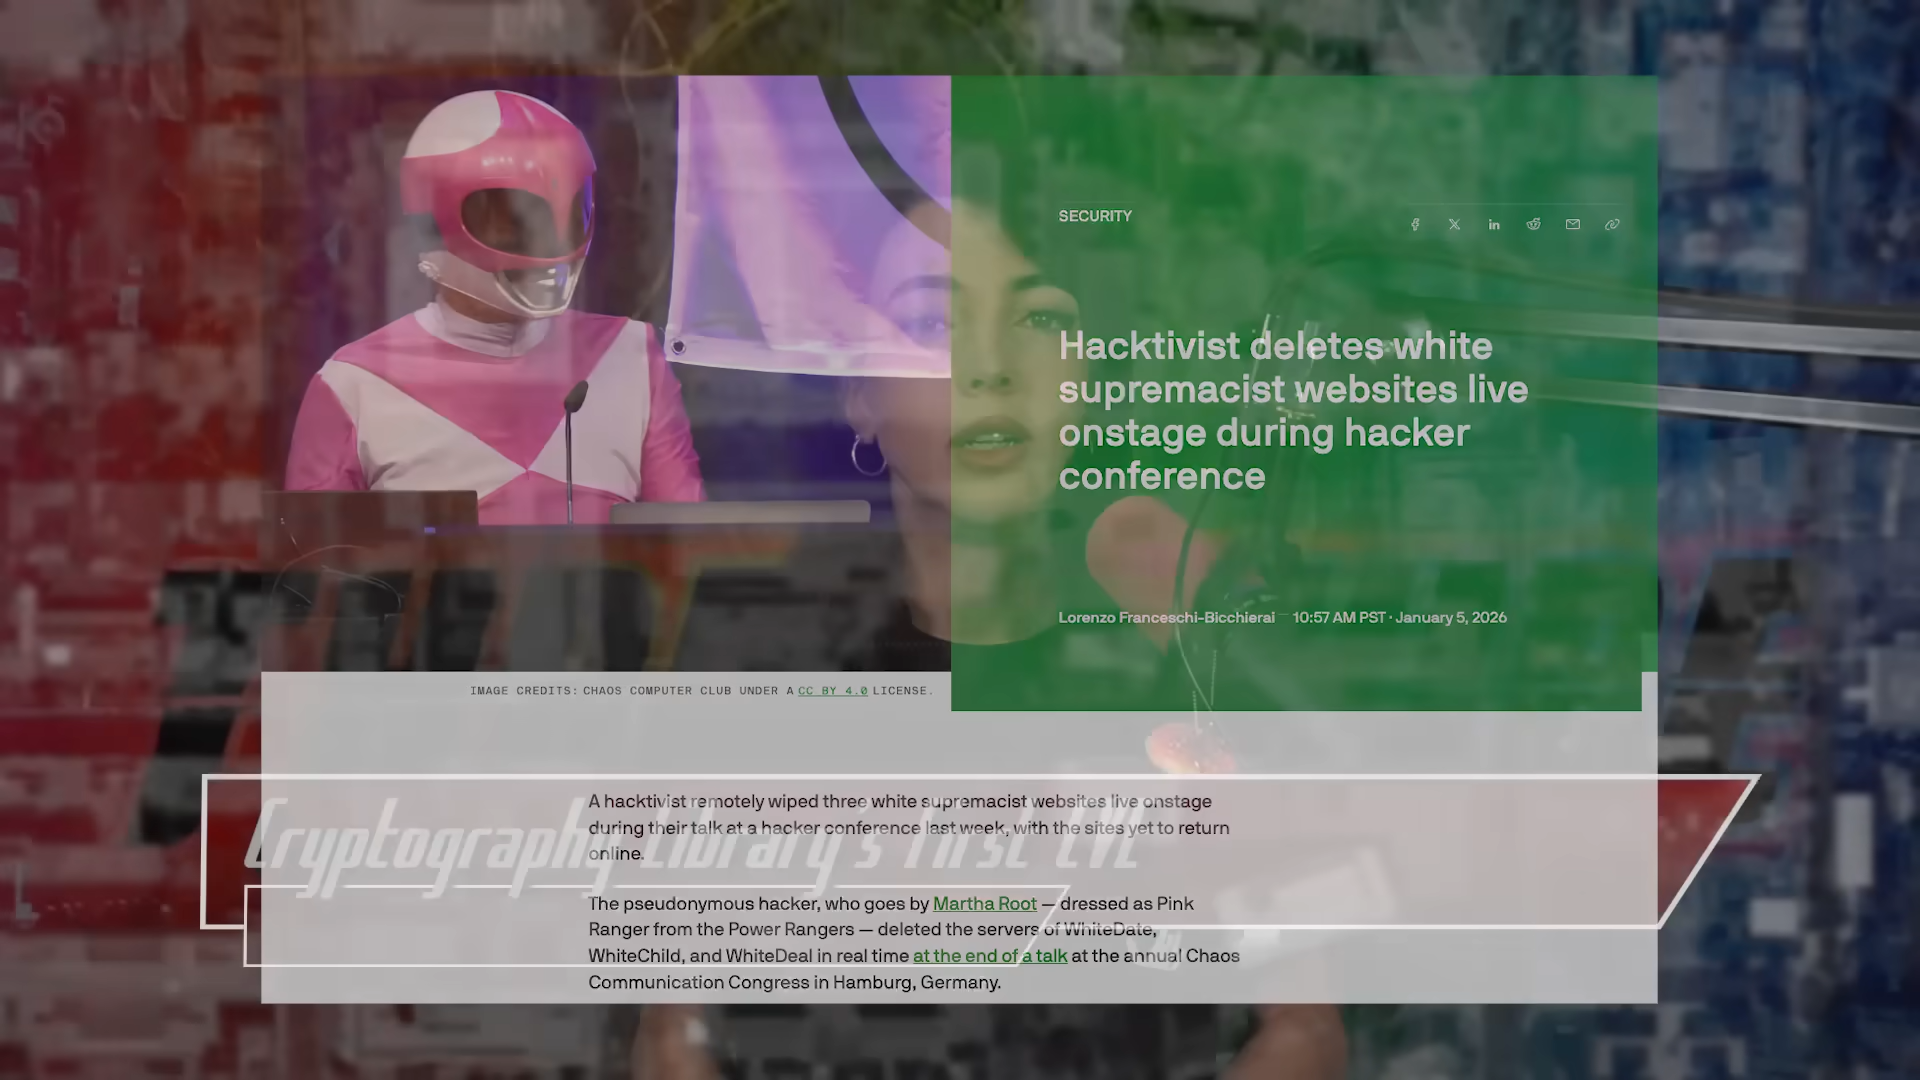 SECURITY
Hacktivist deletes white
supremacist websites live
onstage during hacker
conference
Lorenzo Franceschi-Bicchierai 10:57 AM PST · January 5, 2026
IMAGE CREDITS: CHAOS COMPUTER CLUB UNDER A CC BY 4.0 LICENSE.
A hacktivist remotely wiped three white supremacist websites live onstage
during their talk at a hacker conference last week, with the sites yet to return
online.
Cryptography Library's First CVE
The pseudonymous hacker, who goes by Martha Root — dressed as Pink
Ranger from the Power Rangers — deleted the servers of WhiteDate,
WhiteChild, and WhiteDeal in real time at the end of a talk at the annual Chaos
Communication Congress in Hamburg, Germany.